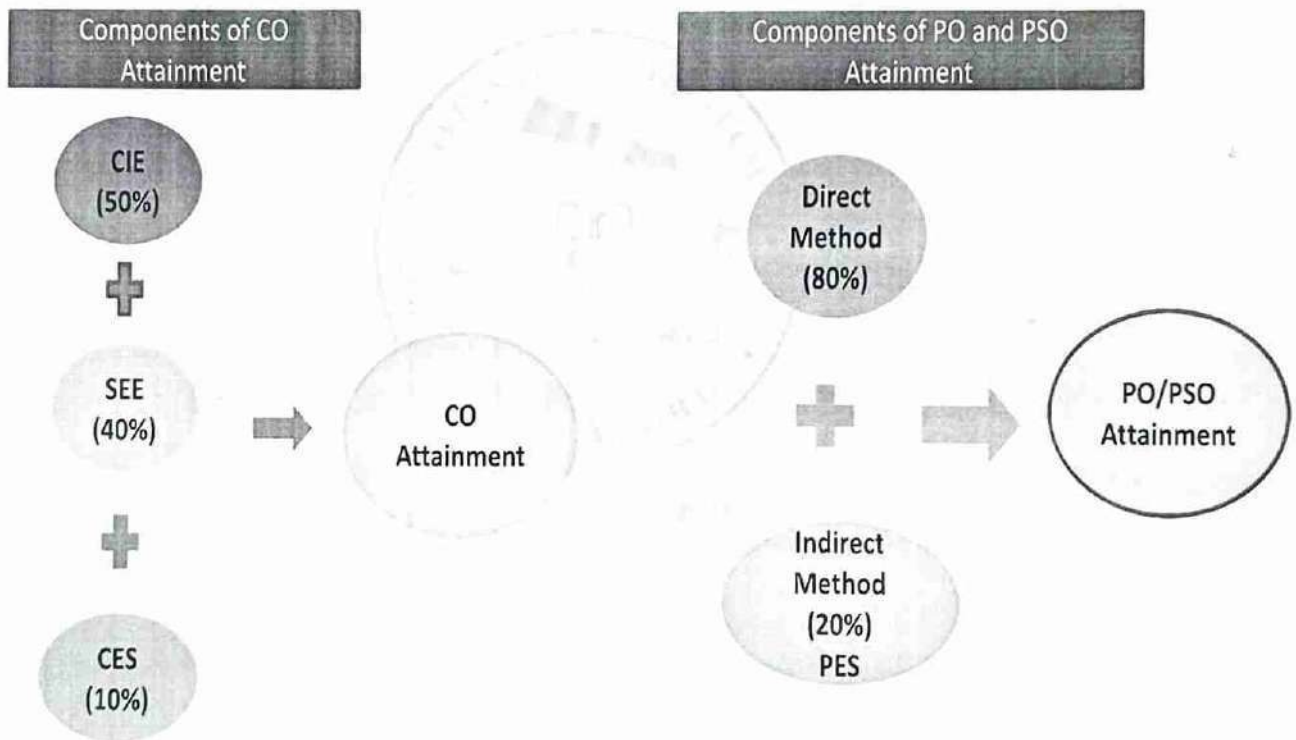 Components of CO
Attainment
CIE
(50%)
SEE
(40%)
CES
(10%)
CO
Attainment
Components of PO and PSO
Attainment
Direct
Method
(80%)
Indirect
Method
(20%)
PES
PO/PSO
Attainment